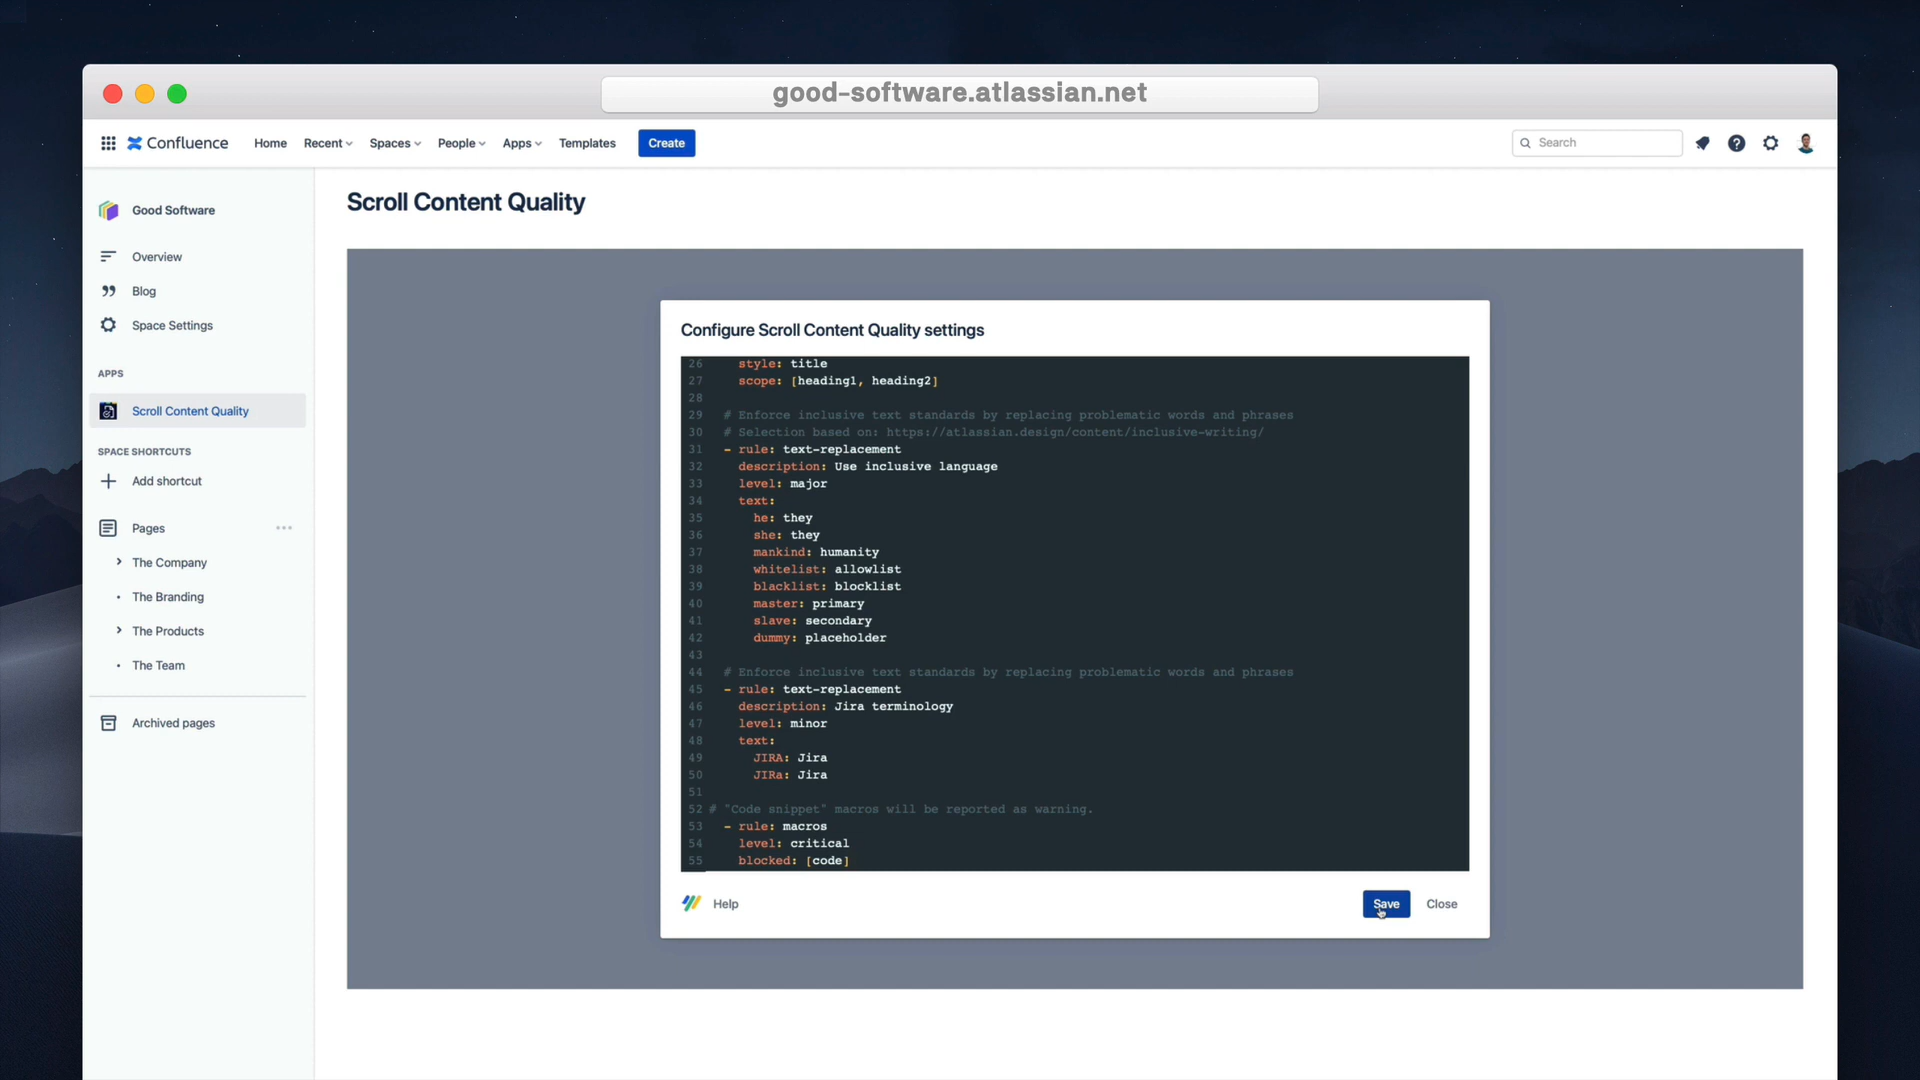 good-software.atlassian.net
Confluence Home Recent Spaces People Apps Templates Create Search
Good Software
Overview
Blog
Space Settings
APPS
Scroll Content Quality
SPACE SHORTCUTS
Add shortcut
Pages
The Company
The Branding
The Products
The Team
Archived pages
Scroll Content Quality
Configure Scroll Content Quality settings
26 style: title
27 scope: [heading1, heading2]
28
29 # Enforce inclusive text standards by replacing problematic words and phrases
30 # Selection based on: https://atlassian.design/content/inclusive-writing/
31 - rule: text-replacement
32 description: Use inclusive language
33 level: major
34 text:
35 he: they
36 she: they
37 mankind: humanity
38 whitelist: allowlist
39 blacklist: blocklist
40 master: primary
41 slave: secondary
42 dummy: placeholder
43
44 # Enforce inclusive text standards by replacing problematic words and phrases
45 - rule: text-replacement
46 description: Jira terminology
47 level: minor
48 text:
49 JIRA: Jira
50 JIRa: Jira
51
52 # "Code snippet" macros will be reported as warning.
53 - rule: macros
54 level: critical
55 blocked: [code]
Help Save Close